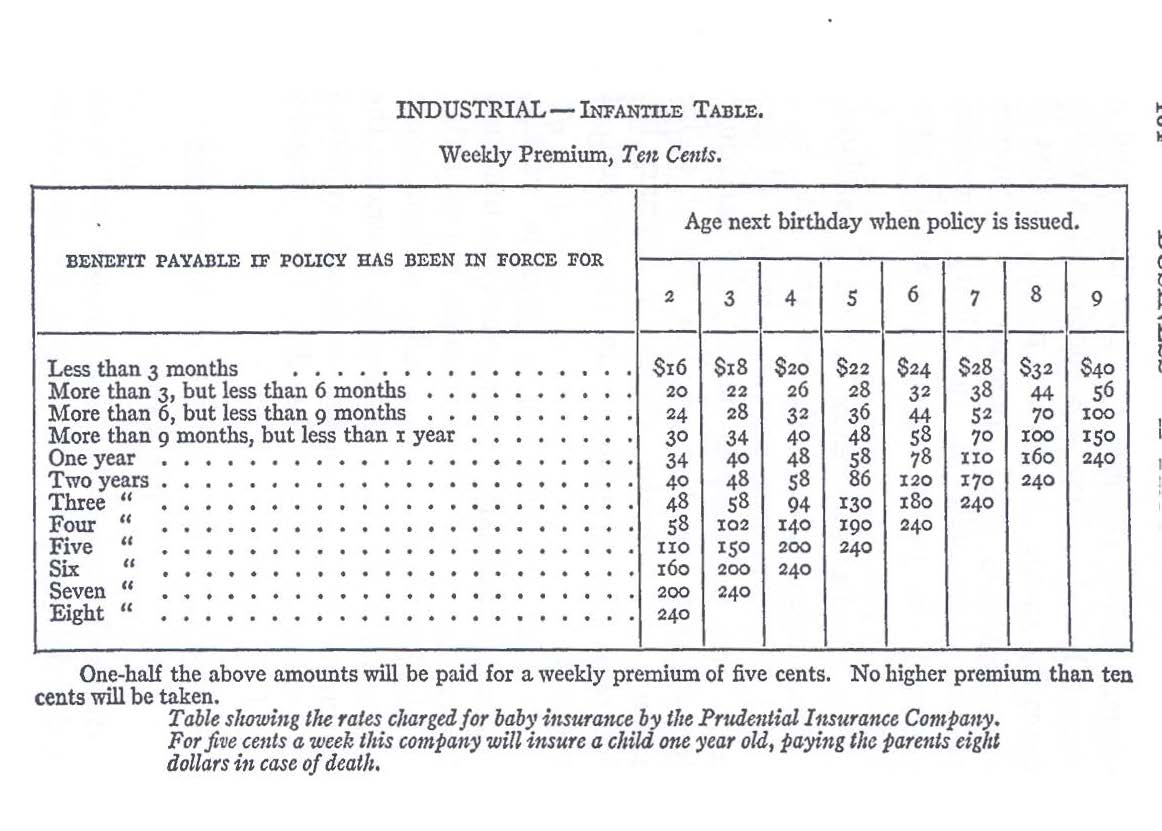 INDUSTRIAL — INFANTILE TABLE.
Weekly Premium, Ten Cents.
BENEFIT PAYABLE IF POLICY HAS BEEN IN FORCE FOR
Age next birthday when policy is issued.
2 3 4 5 6 7 8 9
Less than 3 months . . . . . . . . . . . . . . . . $16 $18 $20 $22 $24 $28 $32 $40
More than 3, but less than 6 months . . . . . . . . . . 20 22 26 28 32 38 44 56
More than 6, but less than 9 months . . . . . . . . . . 24 28 32 36 44 52 70 100
More than 9 months, but less than 1 year . . . . . . . . 30 34 40 48 58 70 100 150
One year . . . . . . . . . . . . . . . . . . . . . . 34 40 48 58 78 110 160 240
Two years . . . . . . . . . . . . . . . . . . . . . . 40 48 58 86 120 170 240
Three “ . . . . . . . . . . . . . . . . . . . . . . 48 58 94 130 180 240
Four “ . . . . . . . . . . . . . . . . . . . . . . 58 102 140 190 240
Five “ . . . . . . . . . . . . . . . . . . . . . . 110 150 200 240
Six “ . . . . . . . . . . . . . . . . . . . . . . 160 200 240
Seven “ . . . . . . . . . . . . . . . . . . . . . . 200 240
Eight “ . . . . . . . . . . . . . . . . . . . . . . 240
One-half the above amounts will be paid for a weekly premium of five cents. No higher premium than ten
cents will be taken.
Table showing the rates charged for baby insurance by the Prudential Insurance Company.
For five cents a week this company will insure a child one year old, paying the parents eight
dollars in case of death.